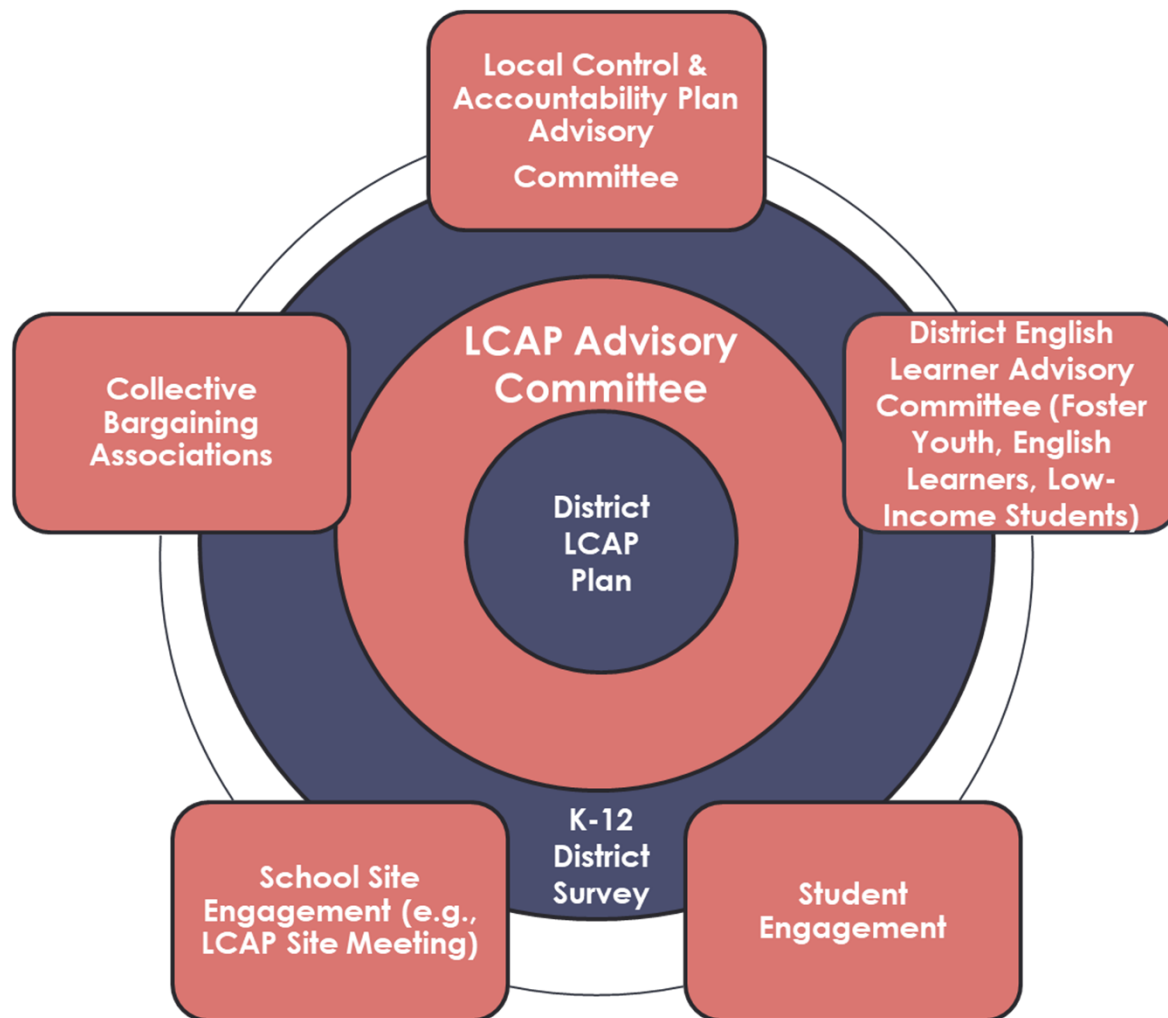 Local Control &
Accountability Plan
Advisory
Committee
LCAP Advisory
Committee
Collective
Bargaining
Associations
District English
Learner Advisory
Committee (Foster
Youth, English
Learners, Low-
Income Students)
District
LCAP
Plan
K-12
District
Survey
School Site
Engagement (e.g.,
LCAP Site Meeting)
Student
Engagement